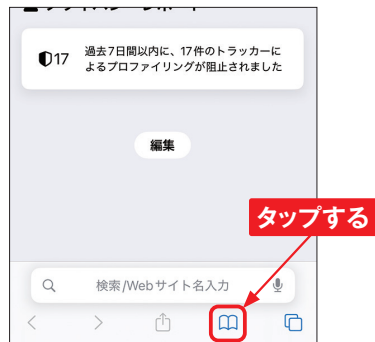 17
過去7日間以内に、17件のトラッカーに
よるプロファイリングが阻止されました
編集
タップする
検索/Webサイト名入力